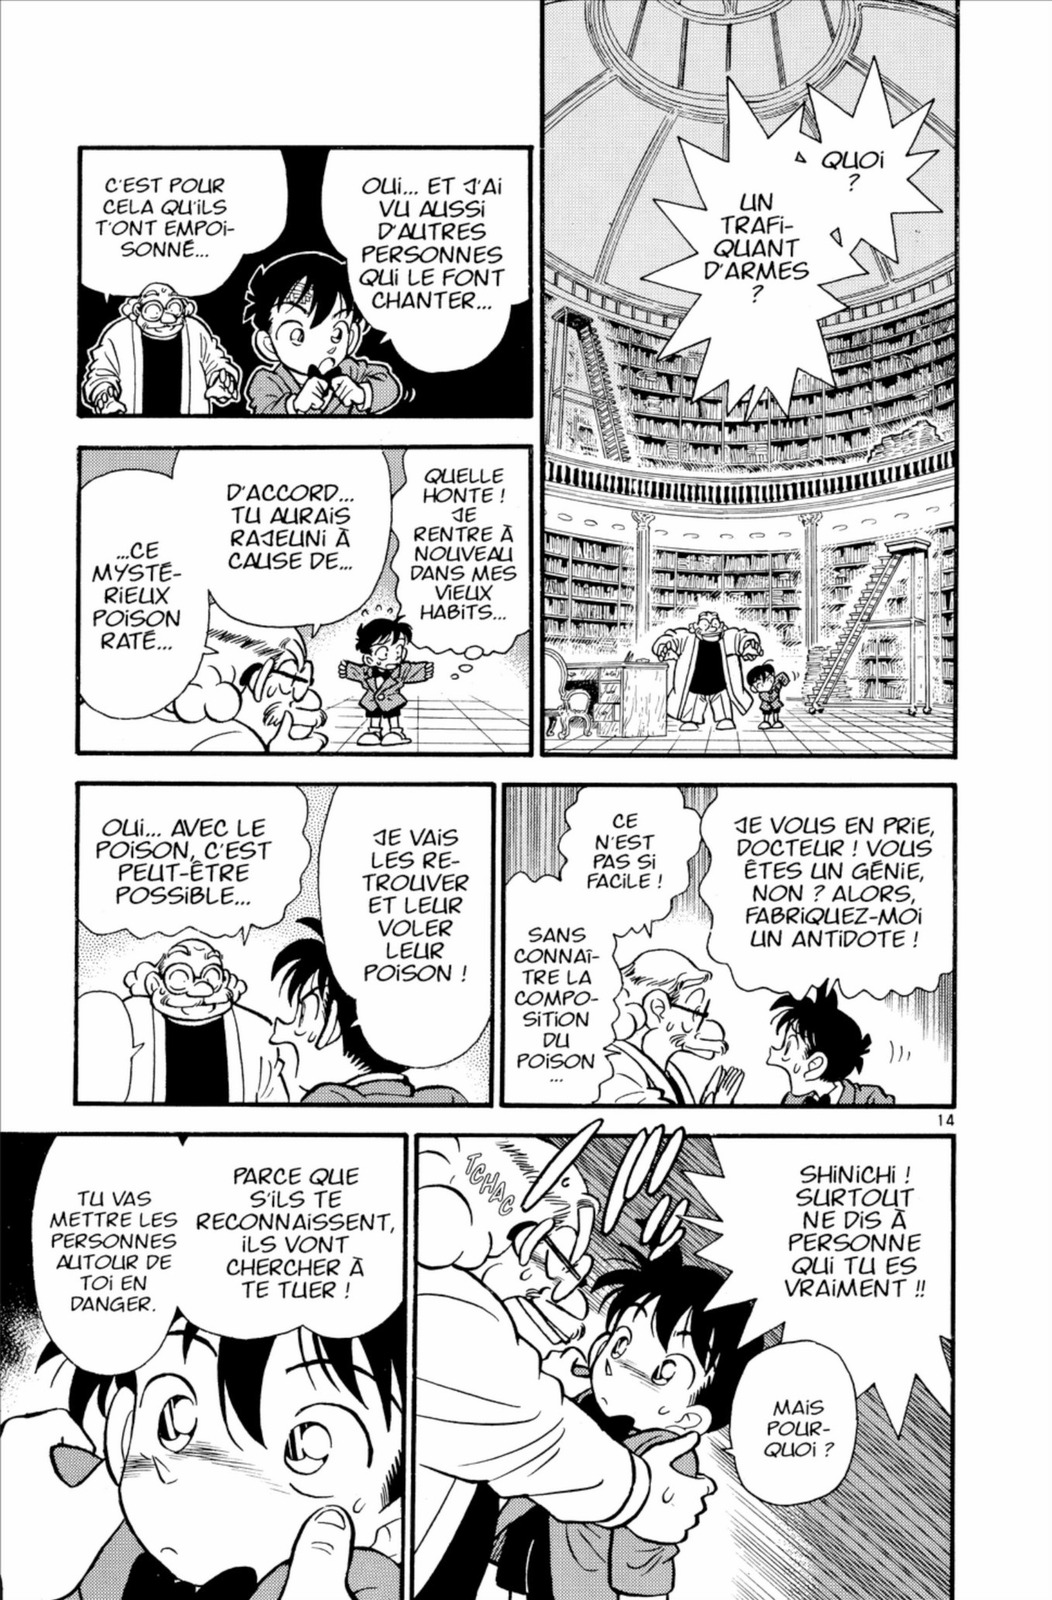 QUOI
?
UN
TRAFI-
QUANT
D'ARMES
?
OUI... ET J'AI
VU AUSSI
D'AUTRES
PERSONNES
QUI LE FONT
CHANTER...
C'EST POUR
CELA QU'ILS
T'ONT EMPOI-
SONNÉ...
QUELLE
HONTE !
JE
RENTRE À
NOUVEAU
DANS MES
VIEUX
HABITS...
D'ACCORD...
TU AURAIS
RAJEUNI À
CAUSE DE...
...CE
MYSTÉ-
RIEUX
POISON
RATÉ...
JE VOUS EN PRIE,
DOCTEUR ! VOUS
ÊTES UN GÉNIE,
NON ? ALORS,
FABRIQUEZ-MOI
UN ANTIDOTE !
CE
N'EST
PAS SI
FACILE !
SANS
CONNAÎ-
TRE LA
COMPO-
SITION
DU
POISON
...
JE VAIS
LES RE-
TROUVER
ET LEUR
VOLER
LEUR
POISON !
OUI... AVEC LE
POISON, C'EST
PEUT-ÊTRE
POSSIBLE...
14
SHINICHI !
SURTOUT
NE DIS À
PERSONNE
QUI TU ES
VRAIMENT !!
TCHAC
MAIS
POUR-
QUOI ?
PARCE QUE
S'ILS TE
RECONNAISSENT,
ILS VONT
CHERCHER À
TE TUER !
TU VAS
METTRE LES
PERSONNES
AUTOUR DE
TOI EN
DANGER.